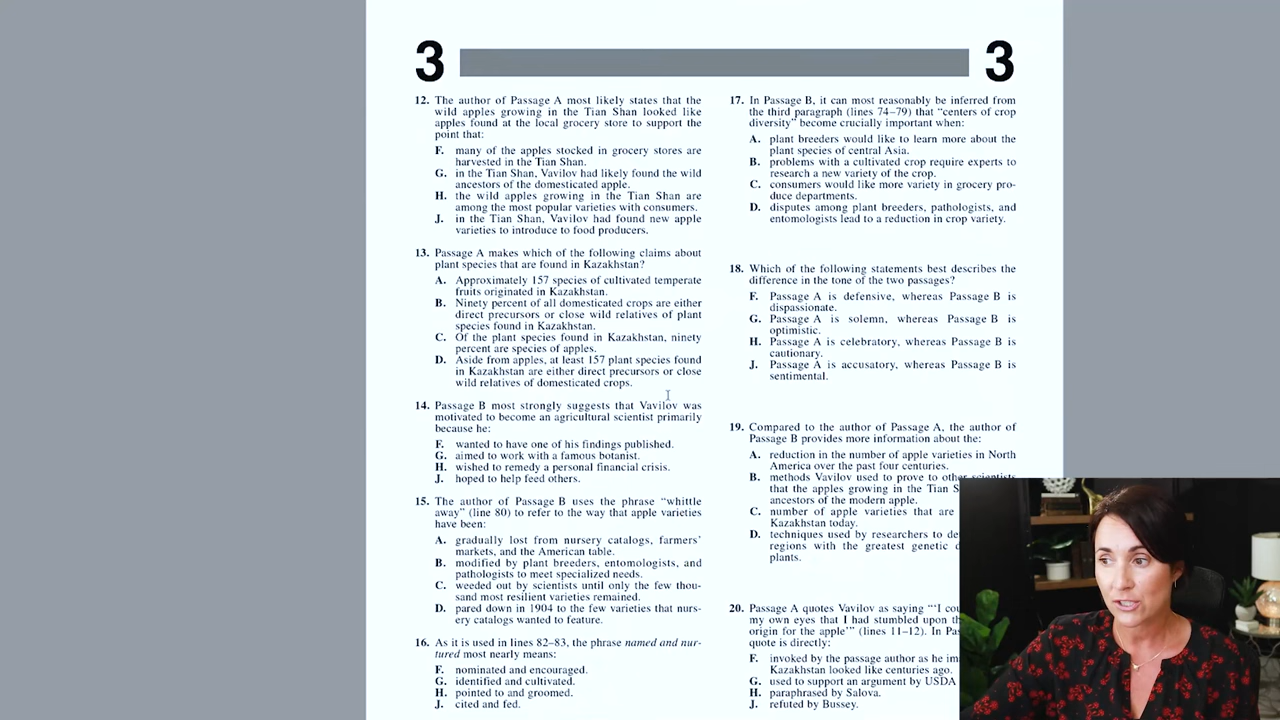 3
3
12. The author of Passage A most likely states that the
wild apples growing in the Tian Shan looked like
apples found at the local grocery store to support the
point that:
F. many of the apples stocked in grocery stores are
harvested in the Tian Shan.
G. in the Tian Shan, Vavilov had likely found the wild
ancestors of the domesticated apple.
H. the wild apples growing in the Tian Shan are
among the most popular varieties with consumers.
J. in the Tian Shan, Vavilov had found new apple
varieties to introduce to food producers.
13. Passage A makes which of the following claims about
plant species that are found in Kazakhstan?
A. Approximately 157 species of cultivated temperate
fruits originated in Kazakhstan.
B. Ninety percent of all domesticated crops are either
direct precursors or close wild relatives of plant
species found in Kazakhstan.
C. Of the plant species found in Kazakhstan, ninety
percent are species of apples.
D. Aside from apples, at least 157 plant species found
in Kazakhstan are either direct precursors or close
wild relatives of domesticated crops.
14. Passage B most strongly suggests that Vavilov was
motivated to become an agricultural scientist primarily
because he:
F. wanted to have one of his findings published.
G. aimed to work with a famous botanist.
H. wished to remedy a personal financial crisis.
J. hoped to help feed others.
15. The author of Passage B uses the phrase “whittle
away” (line 80) to refer to the way that apple varieties
have been:
A. gradually lost from nursery catalogs, farmers’
markets, and the American table.
B. modified by plant breeders, entomologists, and
pathologists to meet specialized needs.
C. weeded out by scientists until only the few thou-
sand most resilient varieties remained.
D. pared down in 1904 to the few varieties that nurs-
ery catalogs wanted to feature.
16. As it is used in lines 82–83, the phrase named and nur-
tured most nearly means:
F. nominated and encouraged.
G. identified and cultivated.
H. pointed to and groomed.
J. cited and fed.
17. In Passage B, it can most reasonably be inferred from
the third paragraph (lines 74–79) that “centers of crop
diversity” become crucially important when:
A. plant breeders would like to learn more about the
plant species of central Asia.
B. problems with a cultivated crop require experts to
research a new variety of the crop.
C. consumers would like more variety in grocery pro-
duce departments.
D. disputes among plant breeders, pathologists, and
entomologists lead to a reduction in crop variety.
18. Which of the following statements best describes the
difference in the tone of the two passages?
F. Passage A is defensive, whereas Passage B is
dispassionate.
G. Passage A is solemn, whereas Passage B is
optimistic.
H. Passage A is celebratory, whereas Passage B is
cautionary.
J. Passage A is accusatory, whereas Passage B is
sentimental.
19. Compared to the author of Passage A, the author of
Passage B provides more information about the:
A. reduction in the number of apple varieties in North
America over the past four centuries.
B. methods Vavilov used to prove to other scientists
that the apples growing in the Tian S
ancestors of the modern apple.
C. number of apple varieties that are
Kazakhstan today.
D. techniques used by researchers to de
regions with the greatest genetic d
plants.
20. Passage A quotes Vavilov as saying “‘I cou
my own eyes that I had stumbled upon th
origin for the apple’” (lines 11–12). In Pas
quote is directly:
F. invoked by the passage author as he im
Kazakhstan looked like centuries ago.
G. used to support an argument by USDA
H. paraphrased by Salova.
J. refuted by Bussey.